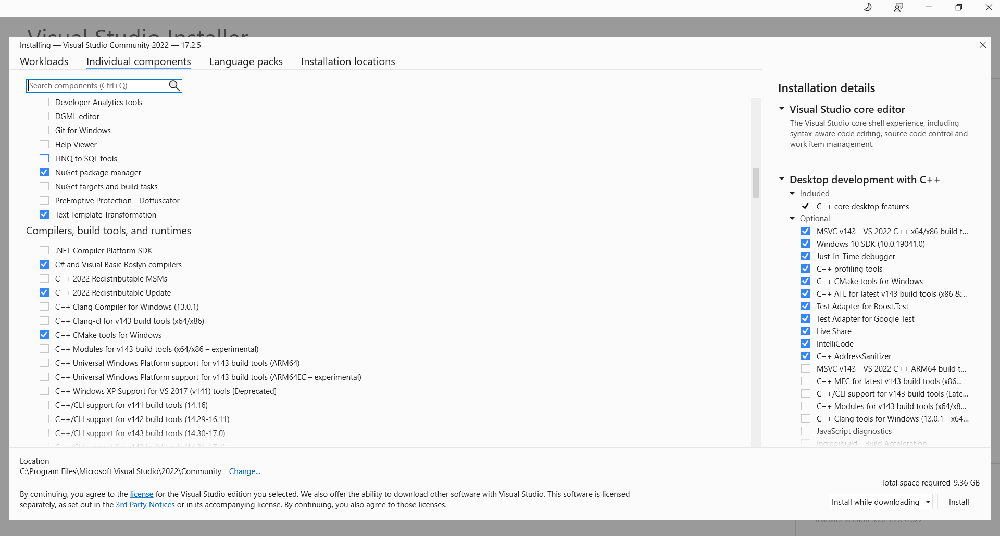 Visual Studio Installer
Installing — Visual Studio Community 2022 — 17.2.5
Workloads
Individual components
Language packs
Installation locations
Search components (Ctrl+Q)
Developer Analytics tools
DGML editor
Git for Windows
Help Viewer
LINQ to SQL tools
NuGet package manager
NuGet targets and build tasks
PreEmptive Protection - Dotfuscator
Text Template Transformation
Compilers, build tools, and runtimes
.NET Compiler Platform SDK
C# and Visual Basic Roslyn compilers
C++ 2022 Redistributable MSMs
C++ 2022 Redistributable Update
C++ Clang Compiler for Windows (13.0.1)
C++ Clang-cl for v143 build tools (x64/x86)
C++ CMake tools for Windows
C++ Modules for v143 build tools (x64/x86 – experimental)
C++ Universal Windows Platform support for v143 build tools (ARM64)
C++ Universal Windows Platform support for v143 build tools (ARM64EC – experimental)
C++ Windows XP Support for VS 2017 (v141) tools [Deprecated]
C++/CLI support for v141 build tools (14.16)
C++/CLI support for v142 build tools (14.29-16.11)
C++/CLI support for v143 build tools (14.30-17.0)
C++/CLI support for v143 build tools (14.31-17.1)
Installation details
Visual Studio core editor
The Visual Studio core shell experience, including
syntax-aware code editing, source code control and
work item management.
Desktop development with C++
Included
C++ core desktop features
Optional
MSVC v143 - VS 2022 C++ x64/x86 build t...
Windows 10 SDK (10.0.19041.0)
Just-In-Time debugger
C++ profiling tools
C++ CMake tools for Windows
C++ ATL for latest v143 build tools (x86 &...
Test Adapter for Boost.Test
Test Adapter for Google Test
Live Share
IntelliCode
C++ AddressSanitizer
MSVC v143 - VS 2022 C++ ARM64 build t...
C++ MFC for latest v143 build tools (x86...
C++/CLI support for v143 build tools (Late...
C++ Modules for v143 build tools (x64/x8...
C++ Clang tools for Windows (13.0.1 - x64...
JavaScript diagnostics
Incredibuild - Build Acceleration
Location
C:\Program Files\Microsoft Visual Studio\2022\Community Change...
By continuing, you agree to the license for the Visual Studio edition you selected. We also offer the ability to download other software with Visual Studio. This software is licensed
separately, as set out in the 3rd Party Notices or in its accompanying license. By continuing, you also agree to those licenses.
Total space required 9.36 GB
Install while downloading
Install